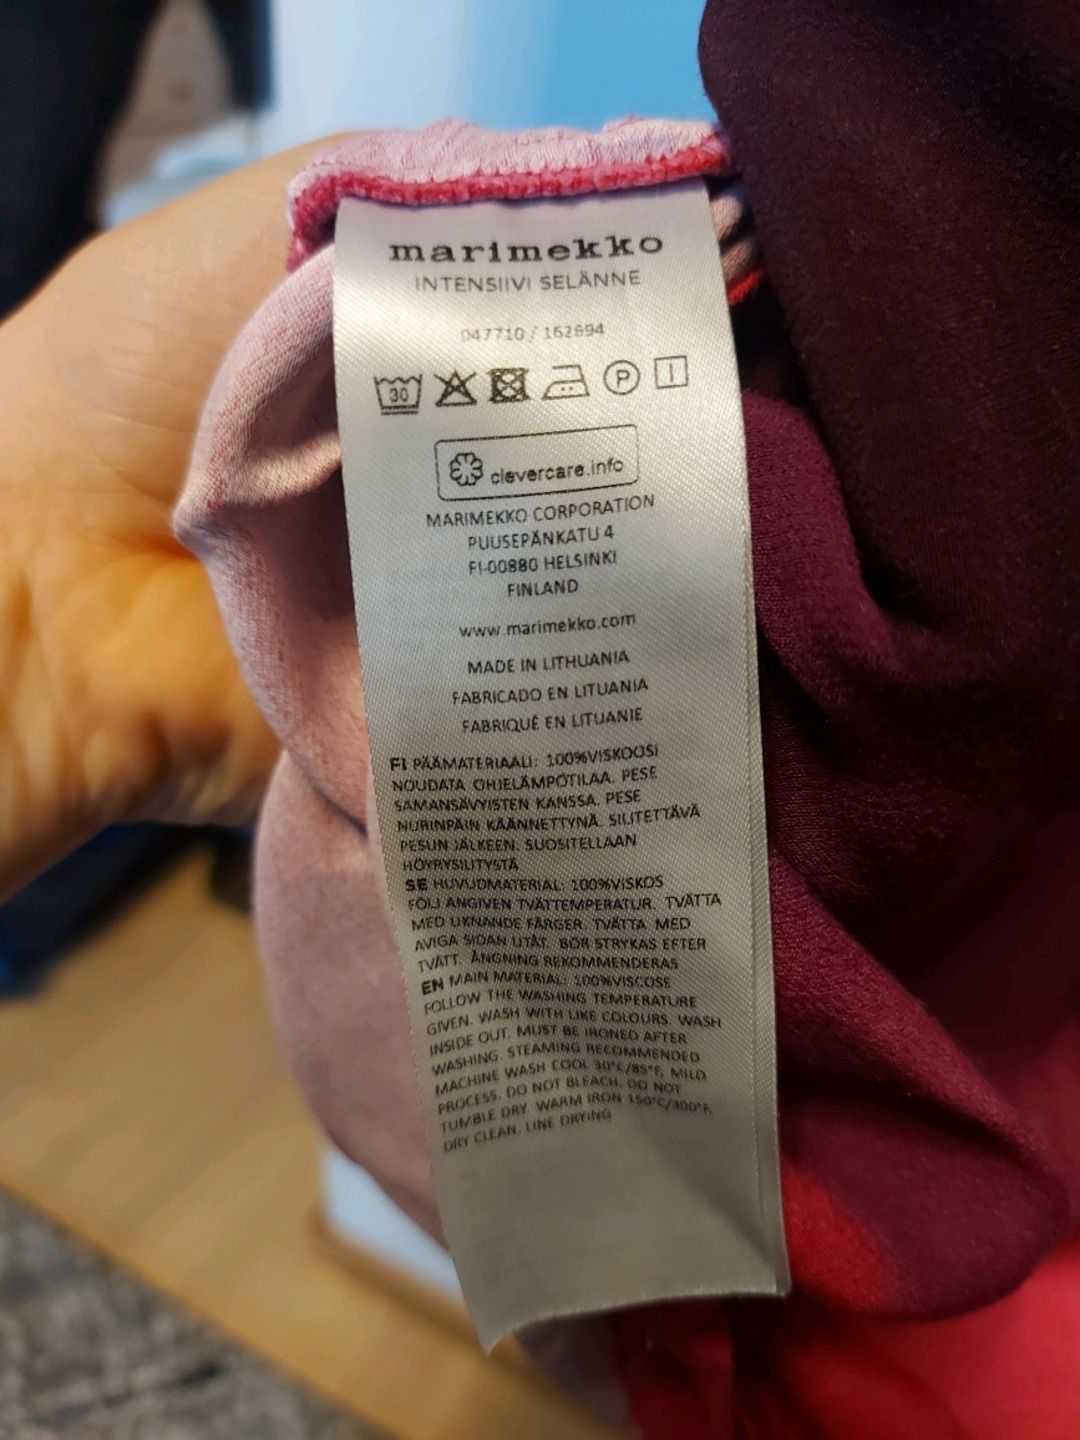 marimekko
INTENSIIVI SELÄNNE
047710 / 162694
30 P
clevercare.info
MARIMEKKO CORPORATION
PUUSEPÄNKATU 4
FI-00880 HELSINKI
FINLAND
www.marimekko.com
MADE IN LITHUANIA
FABRICADO EN LITUANIA
FABRIQUÉ EN LITUANIE
FI PÄÄMATERIAALI: 100%VISKOOSI
NOUDATA OHJELÄMPÖTILAA. PESE
SAMANSÄVYISTEN KANSSA. PESE
NURINPÄIN KÄÄNNETTYNÄ. SILITETTÄVÄ
PESUN JÄLKEEN. SUOSITELLAAN
HÖYRYSILITYSTÄ
SE HUVUDMATERIAL: 100%VISKOS
FÖLJ ANGIVEN TVÄTTEMPERATUR. TVÄTTA
MED LIKNANDE FÄRGER. TVÄTTA MED
AVIGA SIDAN UTÅT. BÖR STRYKAS EFTER
TVÄTT. ÅNGNING REKOMMENDERAS
EN MAIN MATERIAL: 100%VISCOSE
FOLLOW THE WASHING TEMPERATURE
GIVEN. WASH WITH LIKE COLOURS. WASH
INSIDE OUT. MUST BE IRONED AFTER
WASHING. STEAMING RECOMMENDED
MACHINE WASH COOL 30°C/85°F, MILD
PROCESS. DO NOT BLEACH. DO NOT
TUMBLE DRY. WARM IRON 150°C/300°F.
DRY CLEAN. LINE DRYING